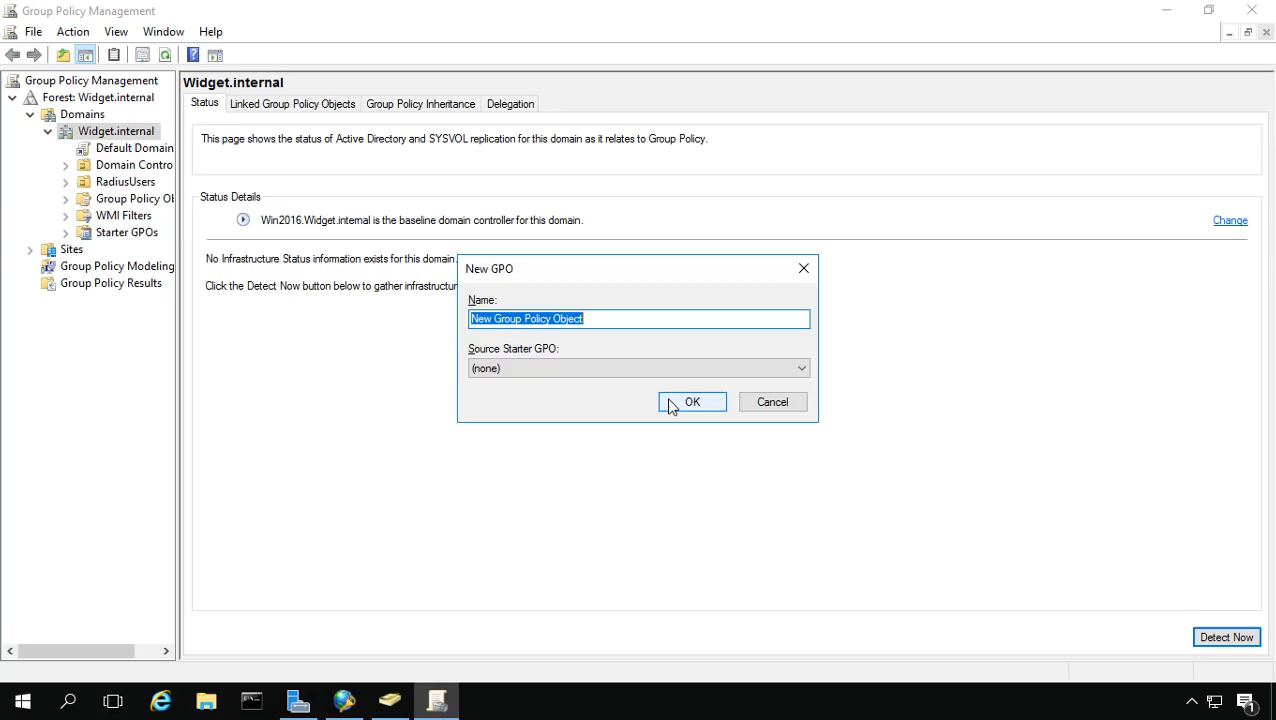 Group Policy Management
File Action View Window Help
Group Policy Management
Forest: Widget.internal
Domains
Widget.internal
Default Domain
Domain Contro
RadiusUsers
Group Policy Ob
WMI Filters
Starter GPOs
Sites
Group Policy Modeling
Group Policy Results
Widget.internal
Status Linked Group Policy Objects Group Policy Inheritance Delegation
This page shows the status of Active Directory and SYSVOL replication for this domain as it relates to Group Policy.
Status Details
Win2016.Widget.internal is the baseline domain controller for this domain.
Change
No Infrastructure Status information exists for this domain.
Click the Detect Now button below to gather infrastructur
New GPO
Name:
New Group Policy Object
Source Starter GPO:
(none)
OK Cancel
Detect Now
1